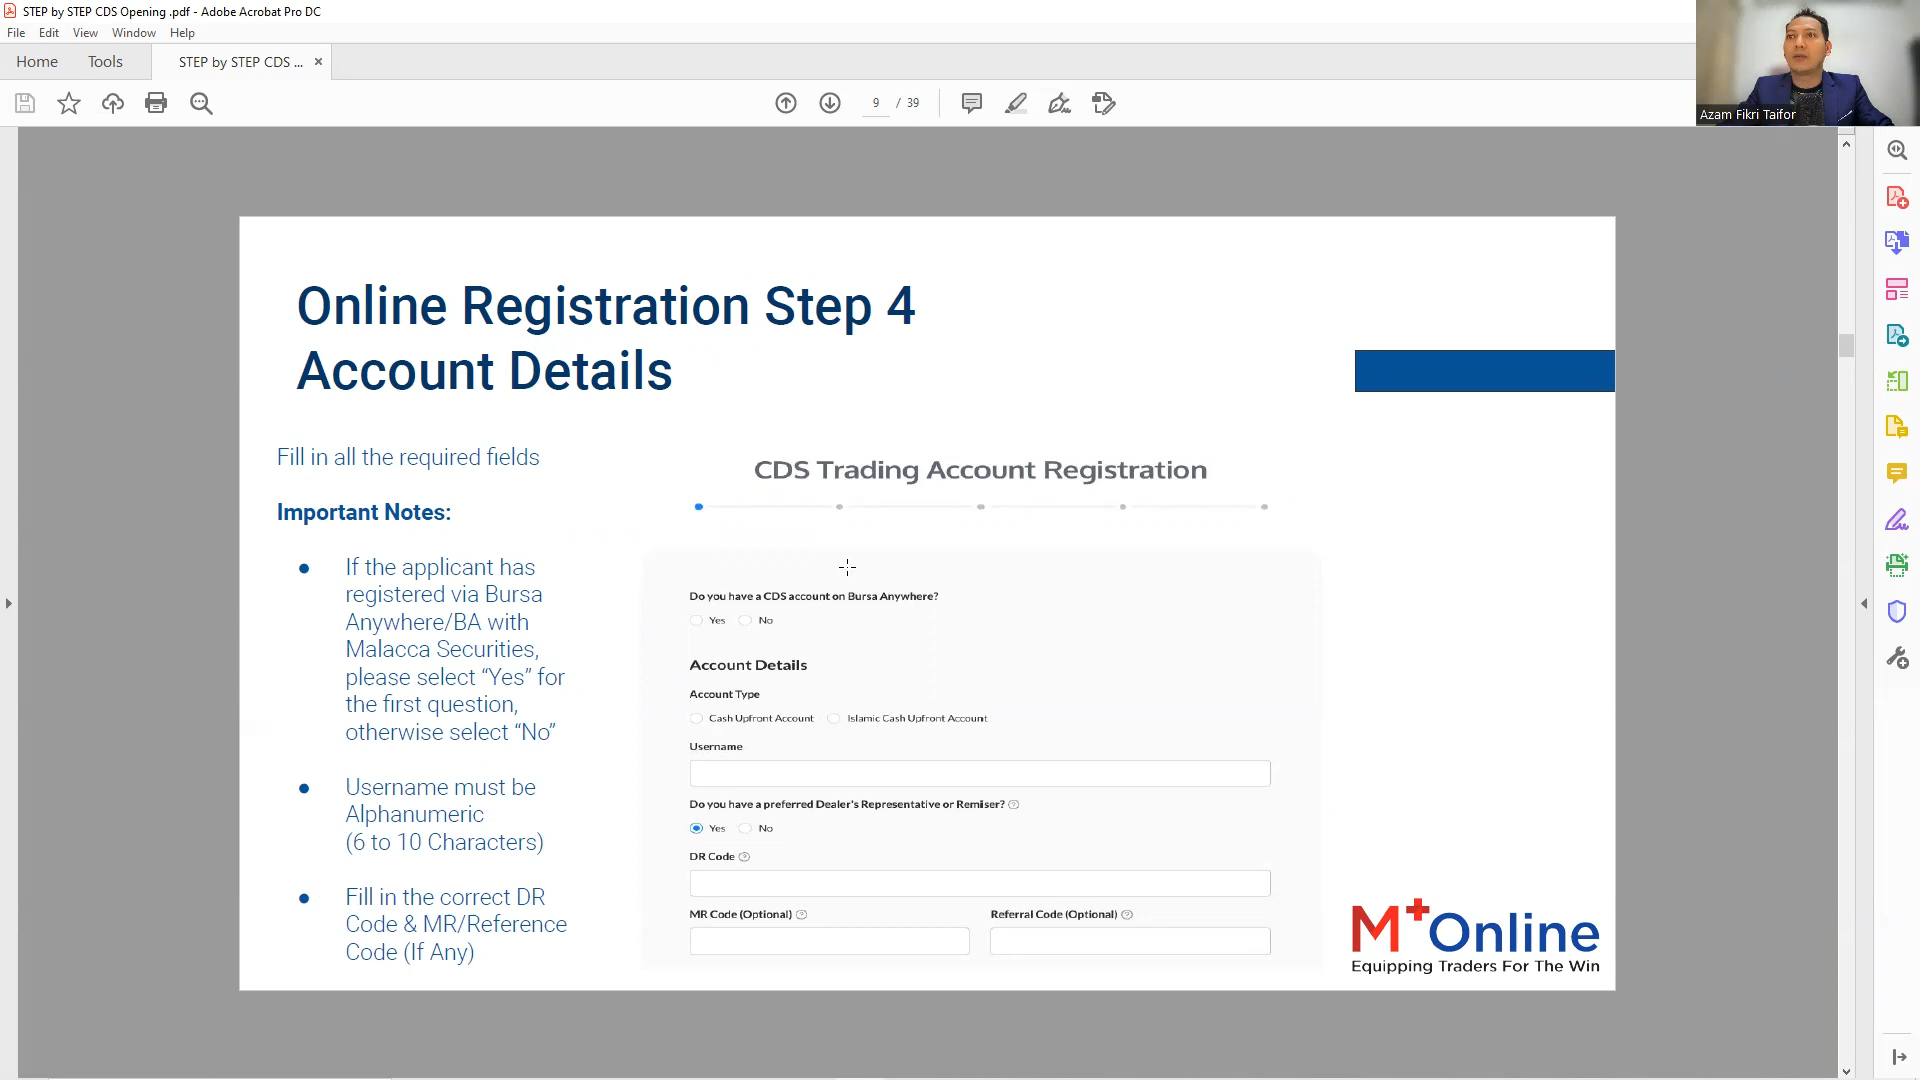 STEP by STEP CDS Opening .pdf - Adobe Acrobat Pro DC
File Edit View Window Help
Home Tools STEP by STEP CDS ... ×
9 / 39
Azam Fikri Taifor
Online Registration Step 4
Account Details
Fill in all the required fields
Important Notes:
● If the applicant has
registered via Bursa
Anywhere/BA with
Malacca Securities,
please select “Yes” for
the first question,
otherwise select “No”
● Username must be
Alphanumeric
(6 to 10 Characters)
● Fill in the correct DR
Code & MR/Reference
Code (If Any)
CDS Trading Account Registration
Do you have a CDS account on Bursa Anywhere?
Yes No
Account Details
Account Type
Cash Upfront Account Islamic Cash Upfront Account
Username
Do you have a preferred Dealer's Representative or Remiser? ?
Yes No
DR Code ?
MR Code (Optional) ? Referral Code (Optional) ?
M+Online
Equipping Traders For The Win